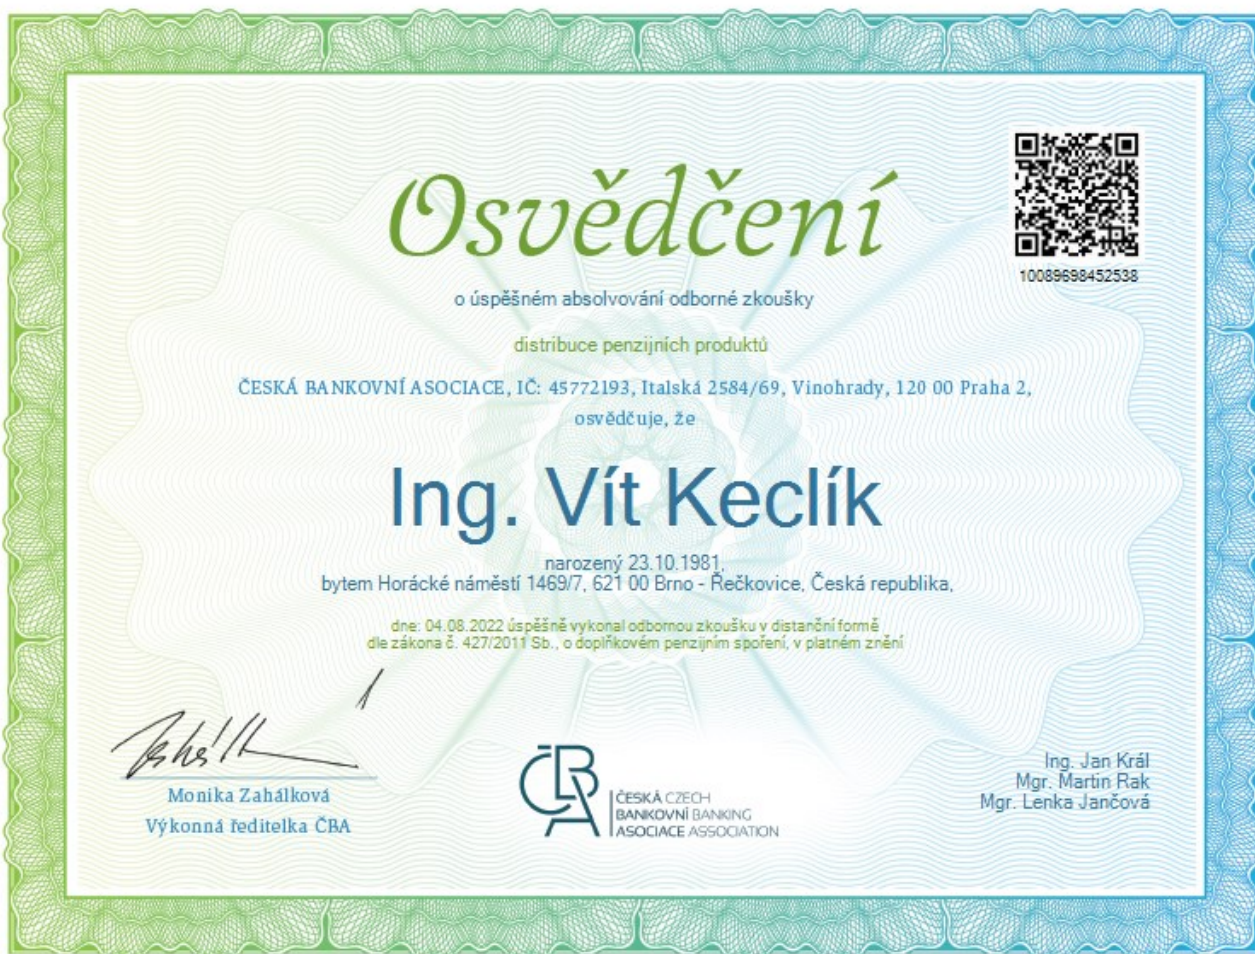 Osvědčení
10089698452538
o úspěšném absolvování odborné zkoušky
distribuce penzijních produktů
ČESKÁ BANKOVNÍ ASOCIACE, IČ: 45772193, Italská 2584/69, Vinohrady, 120 00 Praha 2,
osvědčuje, že
Ing. Vít Keclík
narozený 23.10.1981,
bytem Horácké náměstí 1469/7, 621 00 Brno - Řečkovice, Česká republika,
dne: 04.08.2022 úspěšně vykonal odbornou zkoušku v distanční formě
dle zákona č. 427/2011 Sb., o doplňkovém penzijním spoření, v platném znění
Monika Zahálková
Výkonná ředitelka ČBA
ČBA
ČESKÁ CZECH
BANKOVNÍ BANKING
ASOCIACE ASSOCIATION
Ing. Jan Král
Mgr. Martin Rak
Mgr. Lenka Jančová